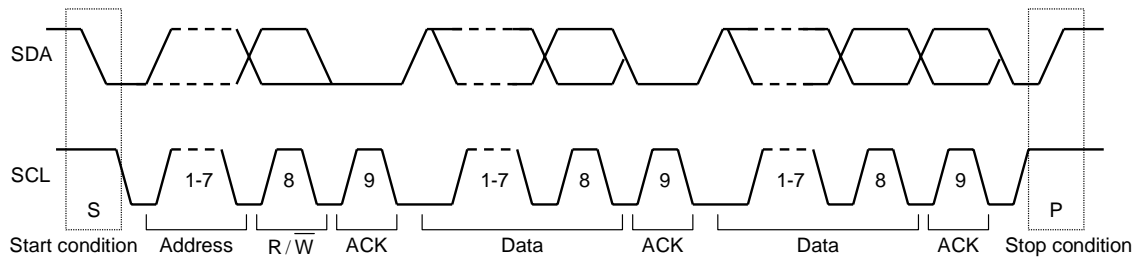 SDA
SCL
1-7 8 9 1-7 8 9 1-7 8 9
S P
Start condition Address R/W̅ ACK Data ACK Data ACK Stop condition